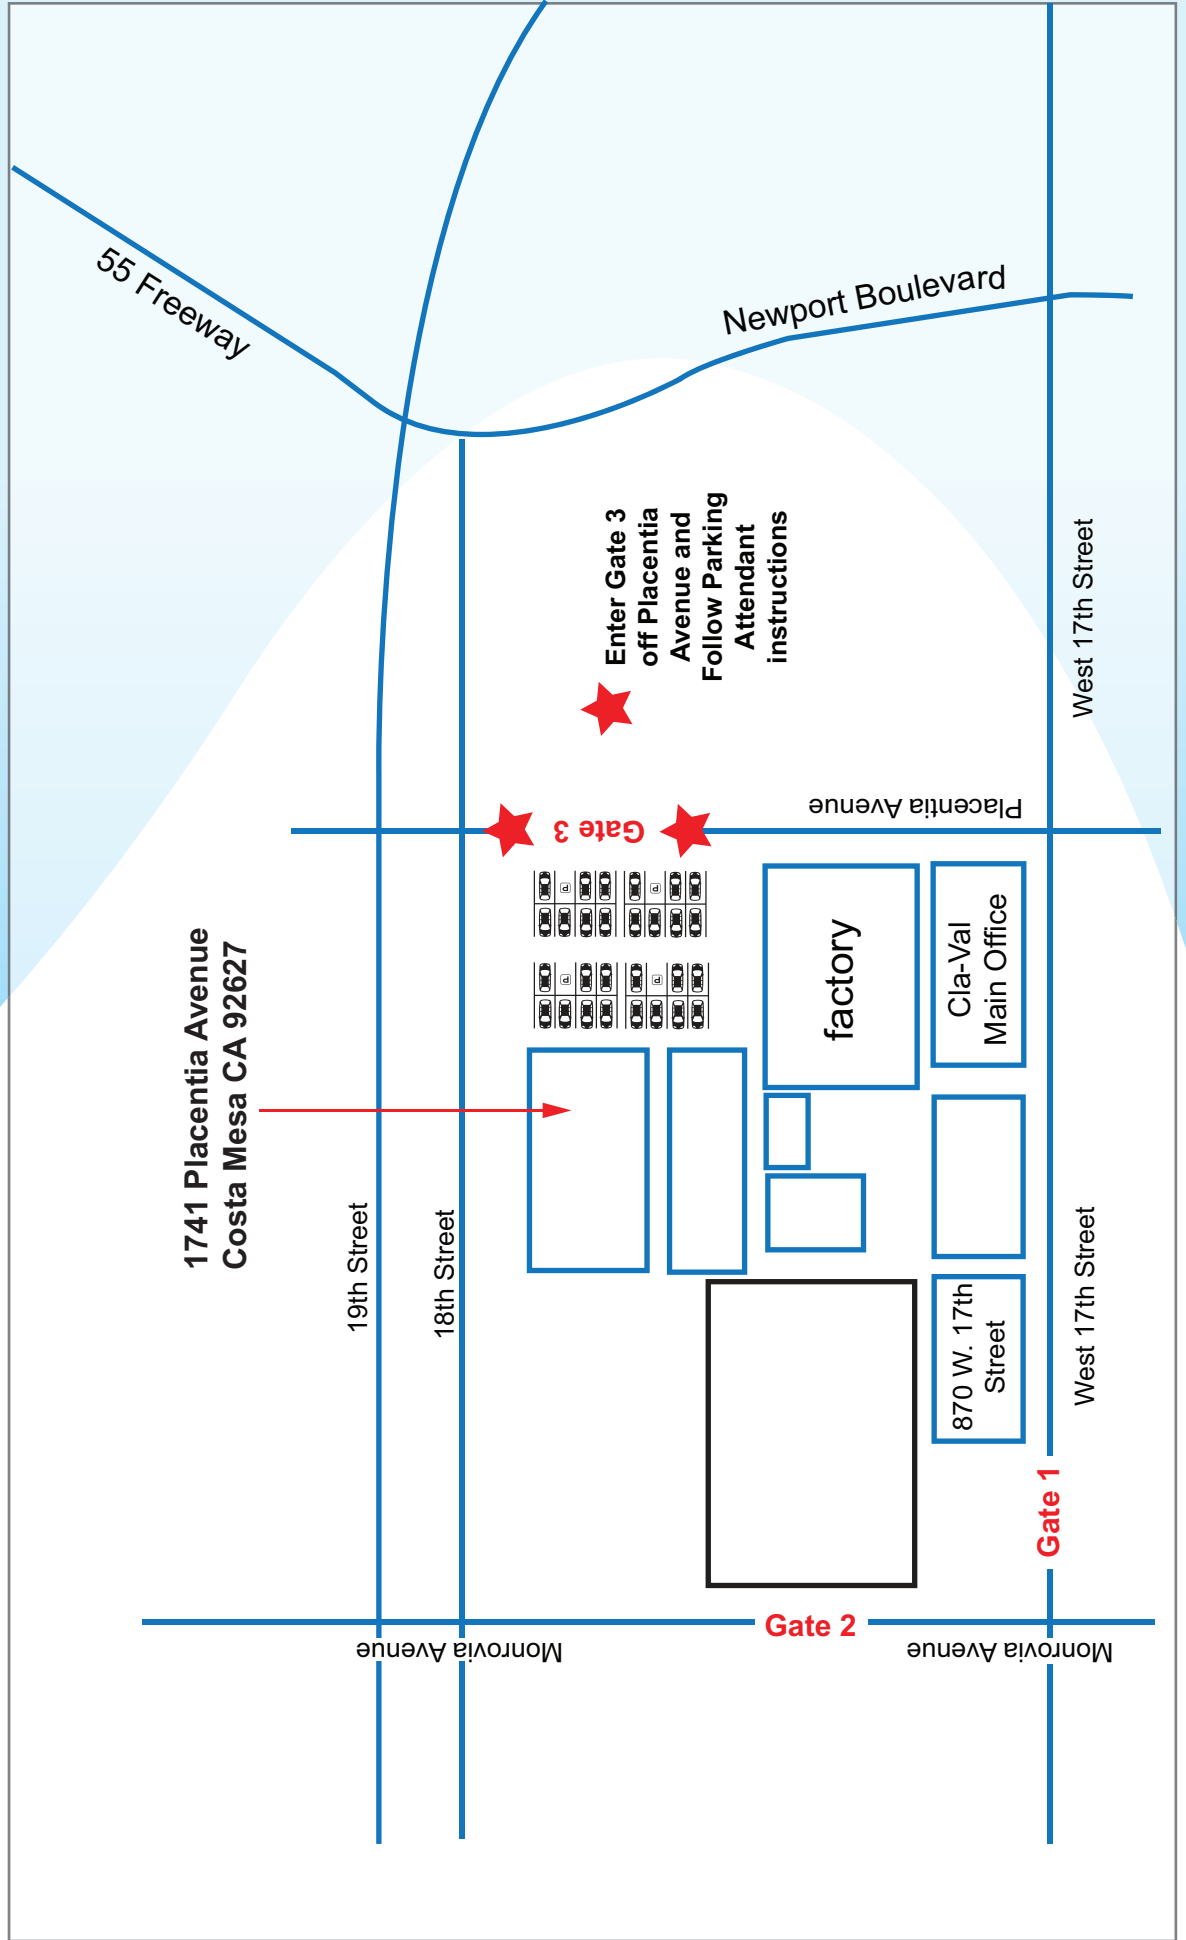 1741 Placentia Avenue
Costa Mesa CA 92627
19th Street
18th Street
55 Freeway
Newport Boulevard
Enter Gate 3
off Placentia
Avenue and
Follow Parking
Attendant
instructions
Gate 3
Placentia Avenue
P
P
P
P
factory
Cla-Val
Main Office
870 W. 17th
Street
West 17th Street
West 17th Street
Gate 1
Gate 2
Monrovia Avenue
Monrovia Avenue